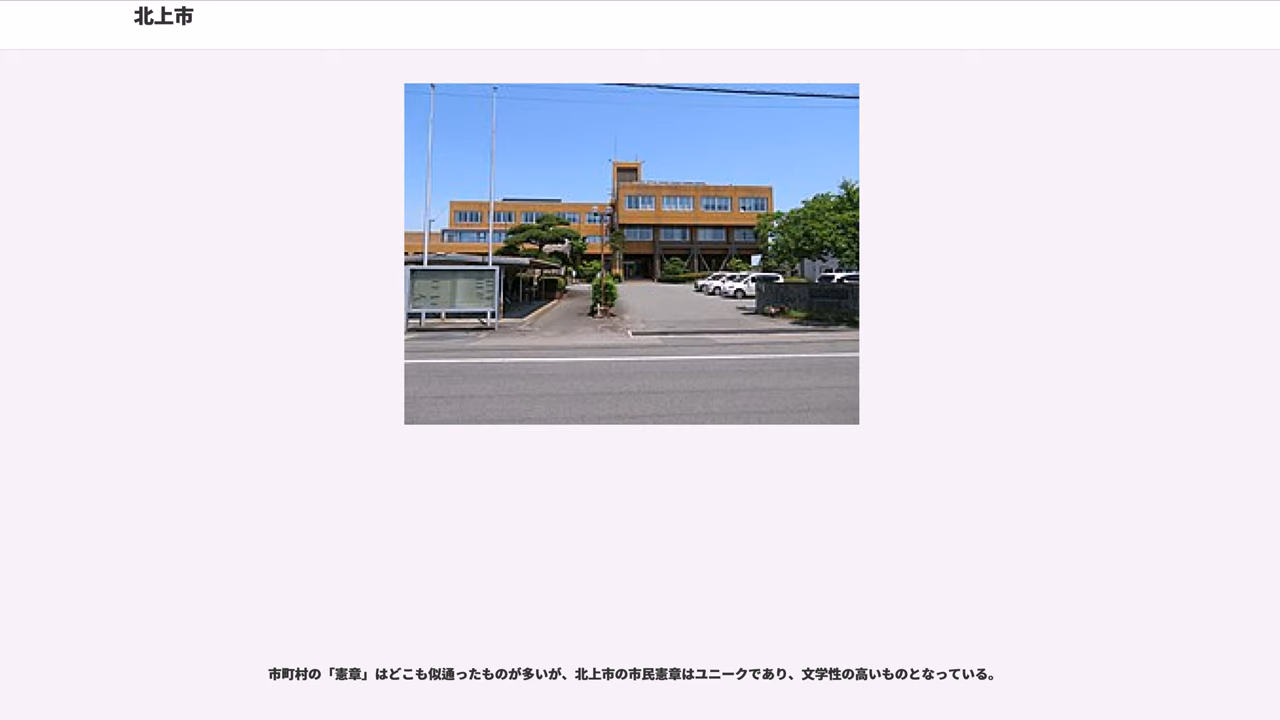 北上市
市町村の「憲章」はどこも似通ったものが多いが、北上市の市民憲章はユニークであり、文学性の高いものとなっている。